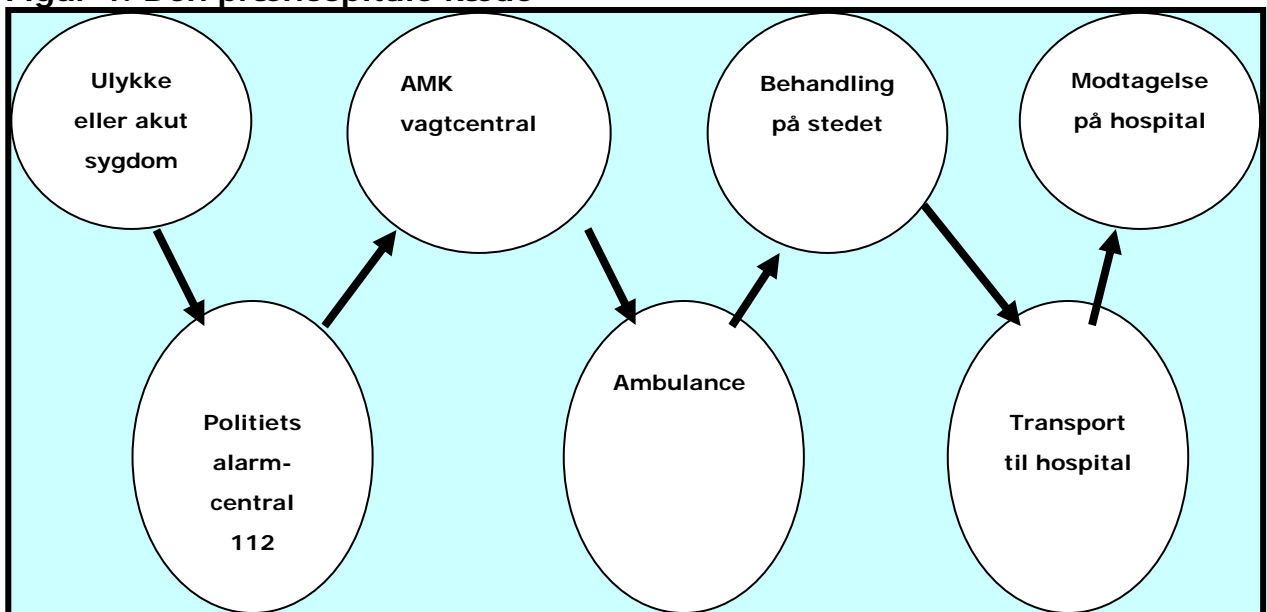 Ulykke
eller akut
sygdom
Politiets
alarm-
central
112
AMK
vagtcentral
Ambulance
Behandling
på stedet
Transport
til hospital
Modtagelse
på hospital